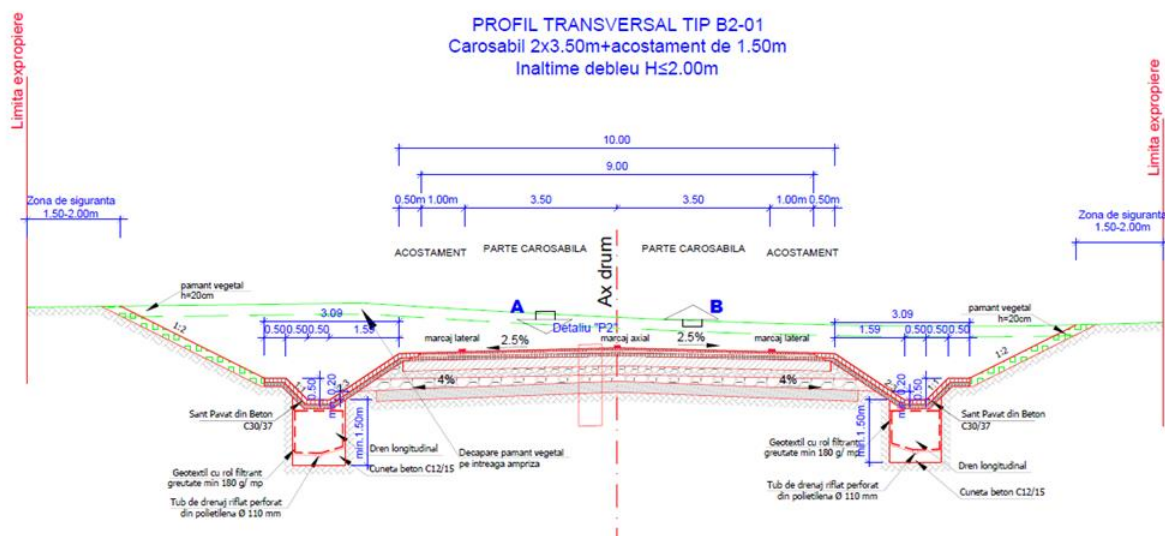 PROFIL TRANSVERSAL TIP B2-01
Carosabil 2x3.50m+acostament de 1.50m
Inaltime debleu H≤2.00m
Limita expropiere
Limita expropiere
10.00
9.00
0.50m
1.00m
3.50
3.50
1.00m
0.50m
Zona de siguranta
1.50-2.00m
Zona de siguranta
1.50-2.00m
ACOSTAMENT
PARTE CAROSABILA
Ax drum
PARTE CAROSABILA
ACOSTAMENT
pamant vegetal
h=20cm
pamant vegetal
h=20cm
A
B
3.09
3.09
0.50
0.50
0.50
1.59
1.59
0.50
0.50
0.50
Detaliu "P2"
marcaj lateral
marcaj axial
marcaj lateral
2.5%
2.5%
1:2
1:2
4%
4%
0.50
min. 0.20
min. 0.20
0.50
min.1.50m
min.1.50m
Sant Pavat din Beton
C30/37
Sant Pavat din Beton
C30/37
Dren longitudinal
Decapare pamant vegetal
pe intreaga ampriza
Geotextil cu rol filtrant
greutate min 180 g/ mp
Cuneta beton C12/15
Tub de drenaj riflat perforat
din polietilena Ø 110 mm
Geotextil cu rol filtrant
greutate min 180 g/ mp
Dren longitudinal
Tub de drenaj riflat perforat
din polietilena Ø 110 mm
Cuneta beton C12/15